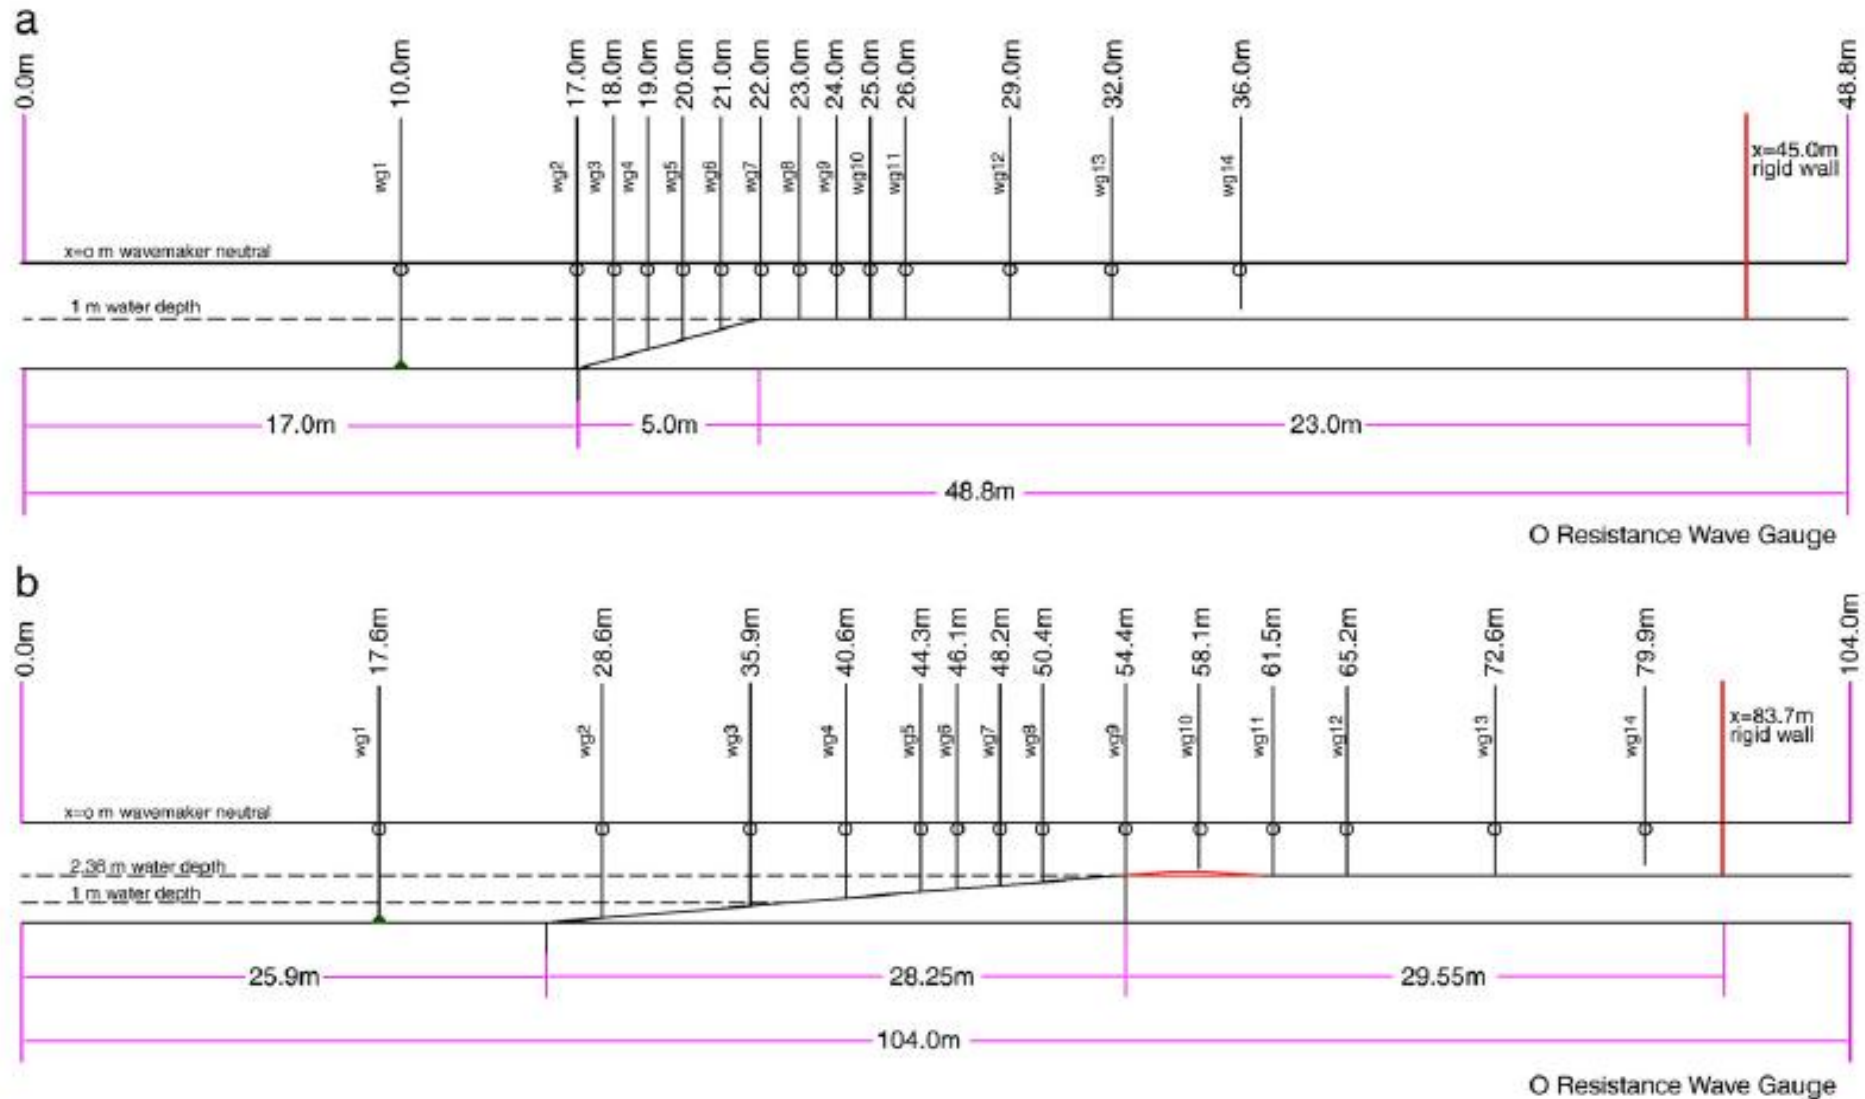 a
0.0m
10.0m
17.0m
18.0m
19.0m
20.0m
21.0m
22.0m
23.0m
24.0m
25.0m
26.0m
29.0m
32.0m
36.0m
48.8m
wg1
wg2
wg3
wg4
wg5
wg6
wg7
wg8
wg9
wg10
wg11
wg12
wg13
wg14
x=45.0m
rigid wall
x=o m wavemaker neutral
1 m water depth
17.0m
5.0m
23.0m
48.8m
O Resistance Wave Gauge
b
0.0m
17.6m
28.6m
35.9m
40.6m
44.3m
46.1m
48.2m
50.4m
54.4m
58.1m
61.5m
65.2m
72.6m
79.9m
104.0m
wg1
wg2
wg3
wg4
wg5
wg6
wg7
wg8
wg9
wg10
wg11
wg12
wg13
wg14
x=83.7m
rigid wall
x=o m wavemaker neutral
2.36 m water depth
1 m water depth
25.9m
28.25m
29.55m
104.0m
O Resistance Wave Gauge